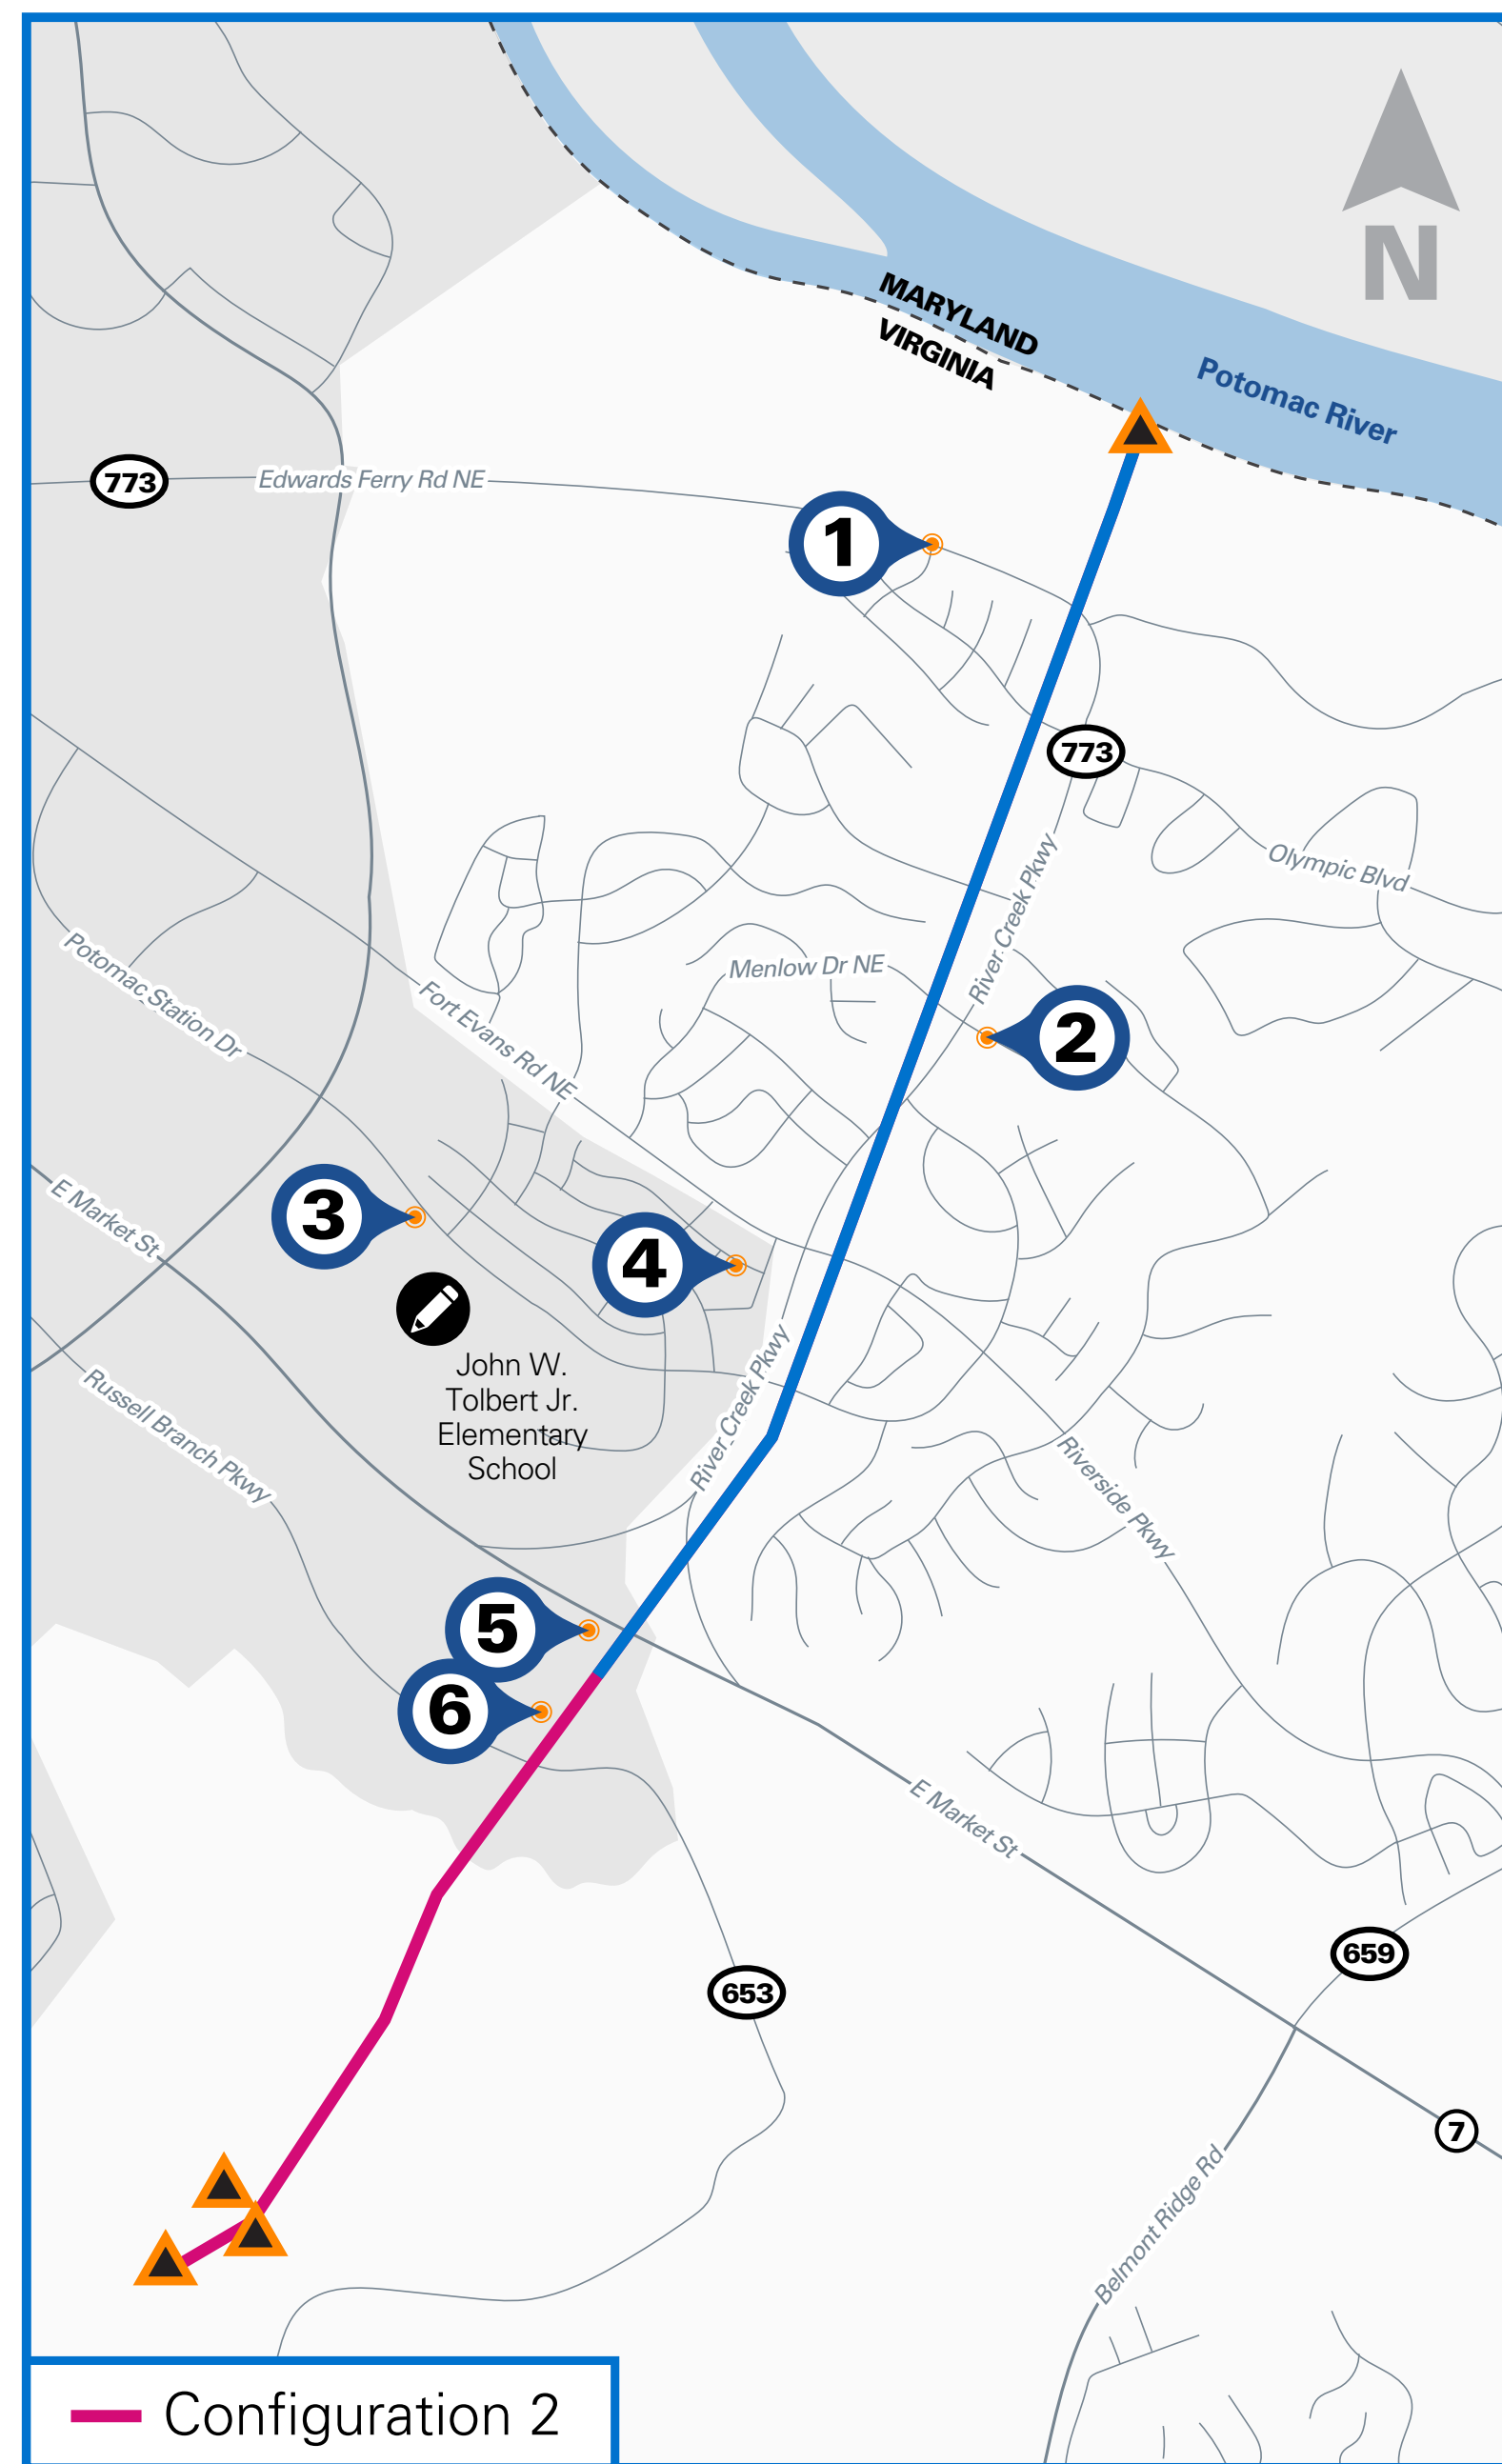 N
MARYLAND
VIRGINIA
Potomac River
773
Edwards Ferry Rd NE
1
773
River Creek Pkwy
Olympic Blvd
Menlow Dr NE
Potomac Station Dr
Fort Evans Rd NE
2
E Market St
3
4
John W.
Tolbert Jr.
Elementary
School
River Creek Pkwy
Russell Branch Pkwy
Riverside Pkwy
5
6
E Market St
659
653
7
Belmont Ridge Rd
Configuration 2